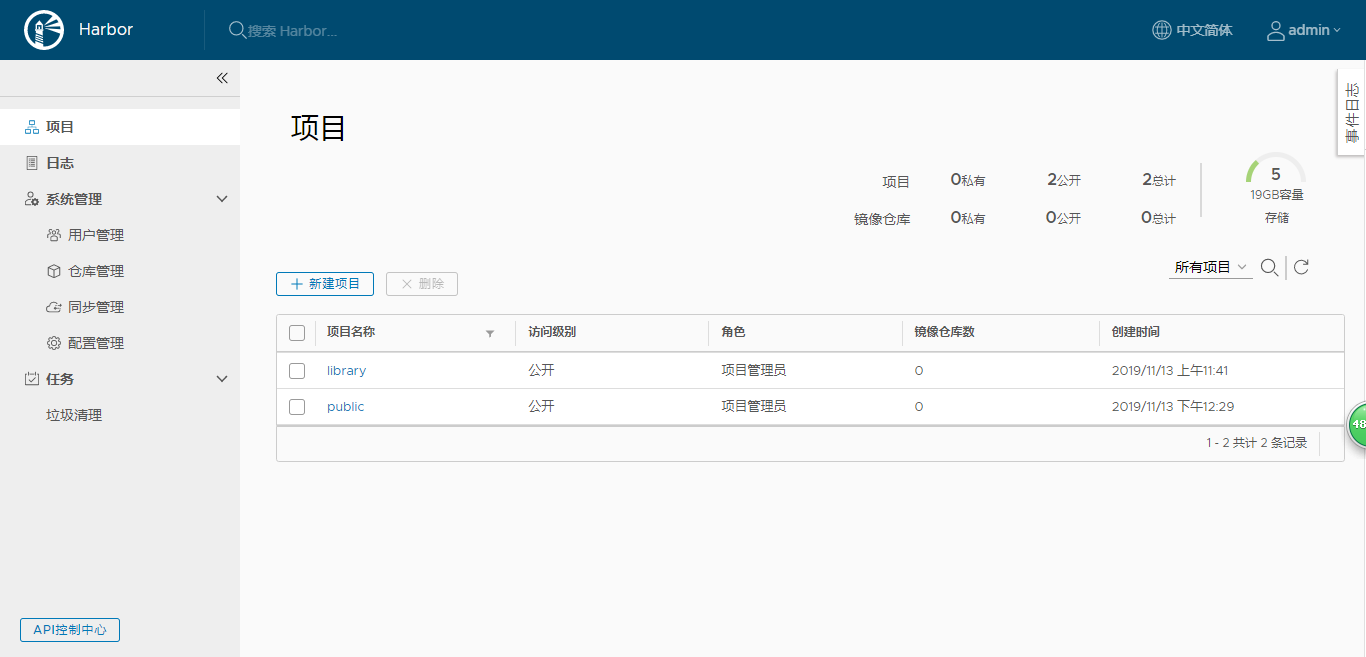 Harbor
搜索 Harbor...
中文简体
admin
事件日志
项目
日志
系统管理
用户管理
仓库管理
同步管理
配置管理
任务
垃圾清理
API控制中心
项目
项目 0私有 2公开 2总计
镜像仓库 0私有 0公开 0总计
5
19GB容量
存储
所有项目
新建项目 删除
项目名称 访问级别 角色 镜像仓库数 创建时间
library 公开 项目管理员 0 2019/11/13 上午11:41
public 公开 项目管理员 0 2019/11/13 下午12:29
1 - 2 共计 2 条记录
48